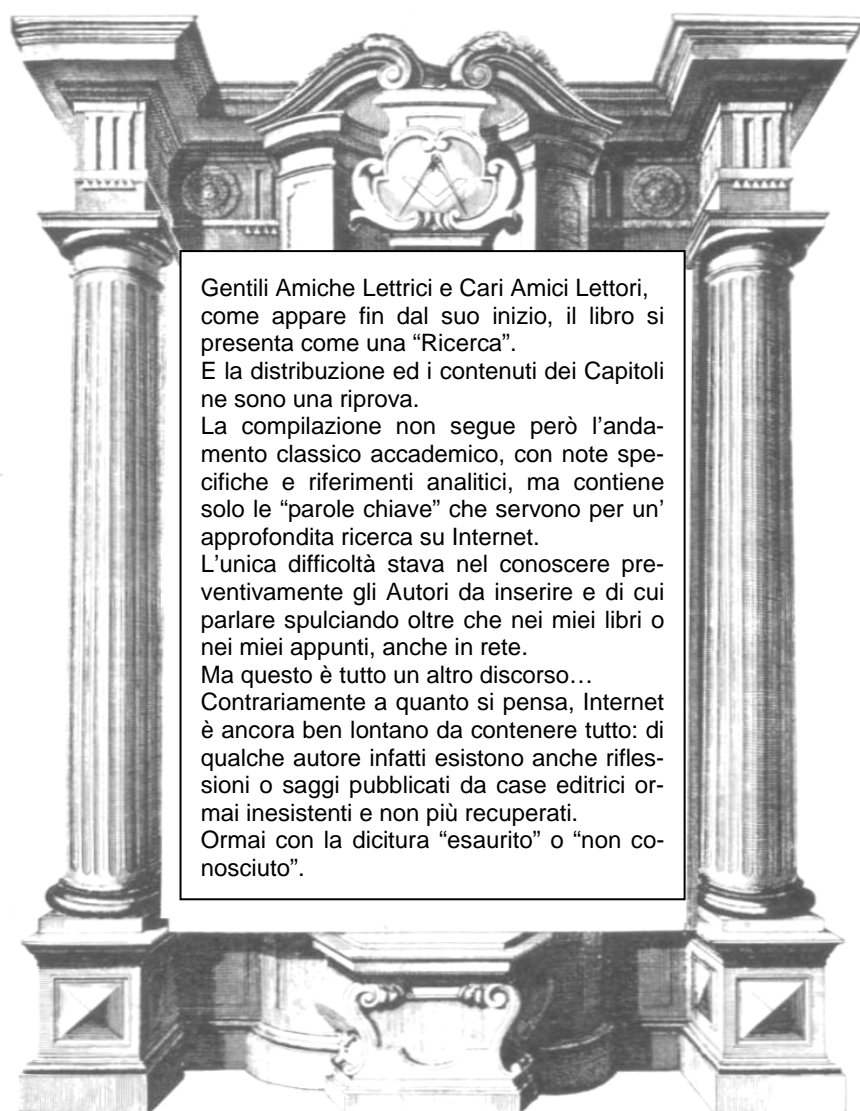 Gentili Amiche Lettrici e Cari Amici Lettori,
come appare fin dal suo inizio, il libro si
presenta come una “Ricerca”.
E la distribuzione ed i contenuti dei Capitoli
ne sono una riprova.
La compilazione non segue però l’anda-
mento classico accademico, con note spe-
cifiche e riferimenti analitici, ma contiene
solo le “parole chiave” che servono per un’
approfondita ricerca su Internet.
L’unica difficoltà stava nel conoscere pre-
ventivamente gli Autori da inserire e di cui
parlare spulciando oltre che nei miei libri o
nei miei appunti, anche in rete.
Ma questo è tutto un altro discorso…
Contrariamente a quanto si pensa, Internet
è ancora ben lontano da contenere tutto: di
qualche autore infatti esistono anche rifles-
sioni o saggi pubblicati da case editrici or-
mai inesistenti e non più recuperati.
Ormai con la dicitura “esaurito” o “non co-
nosciuto”.